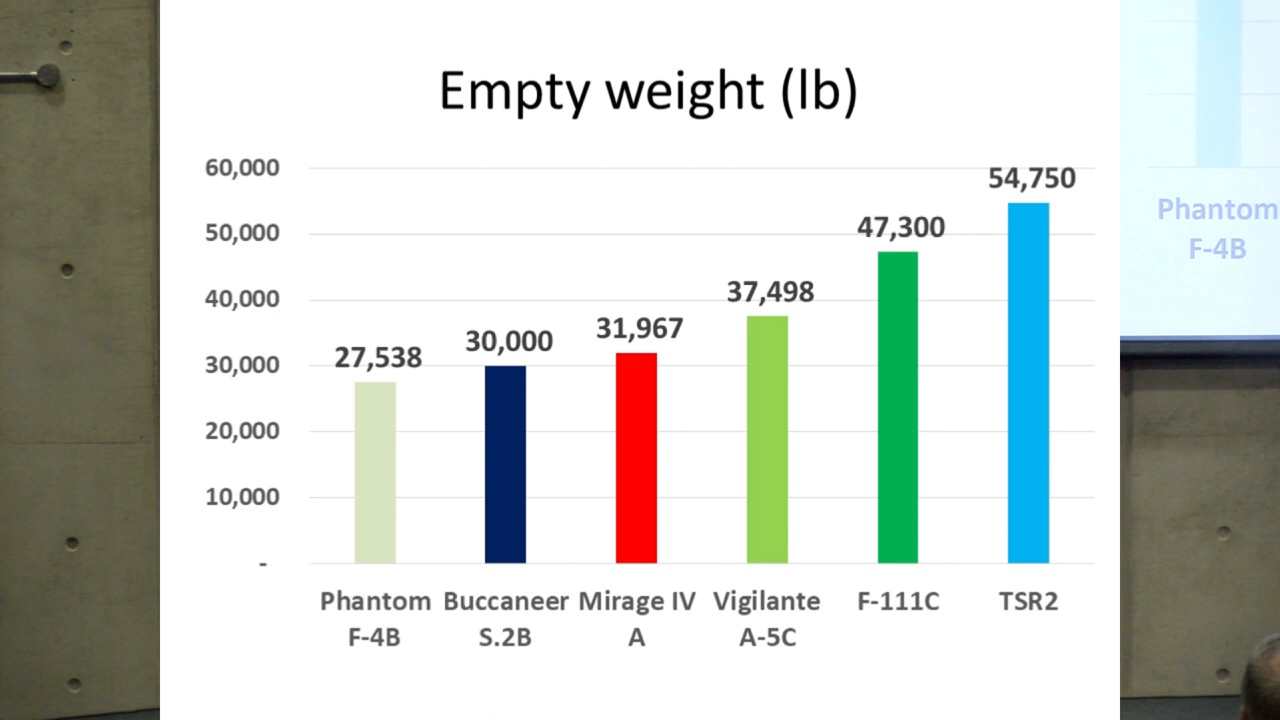 Empty weight (lb)
60,000
50,000
40,000
30,000
20,000
10,000
-
27,538
30,000
31,967
37,498
47,300
54,750
Phantom
F-4B
Buccaneer
S.2B
Mirage IV
A
Vigilante
A-5C
F-111C
TSR2
Phantom
F-4B